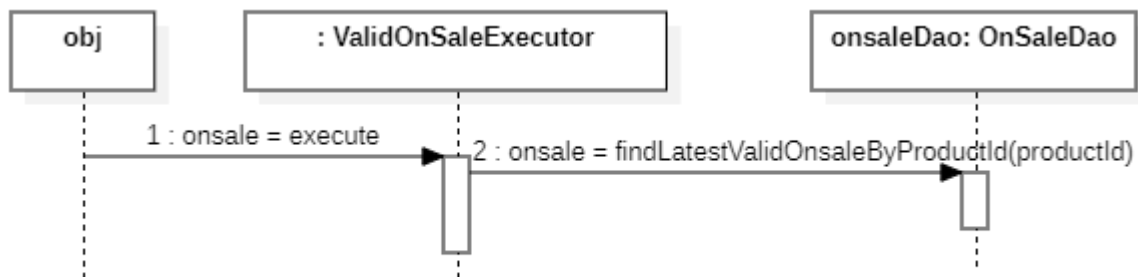 obj
: ValidOnSaleExecutor
onsaleDao: OnSaleDao
1 : onsale = execute
2 : onsale = findLatestValidOnsaleByProductId(productId)